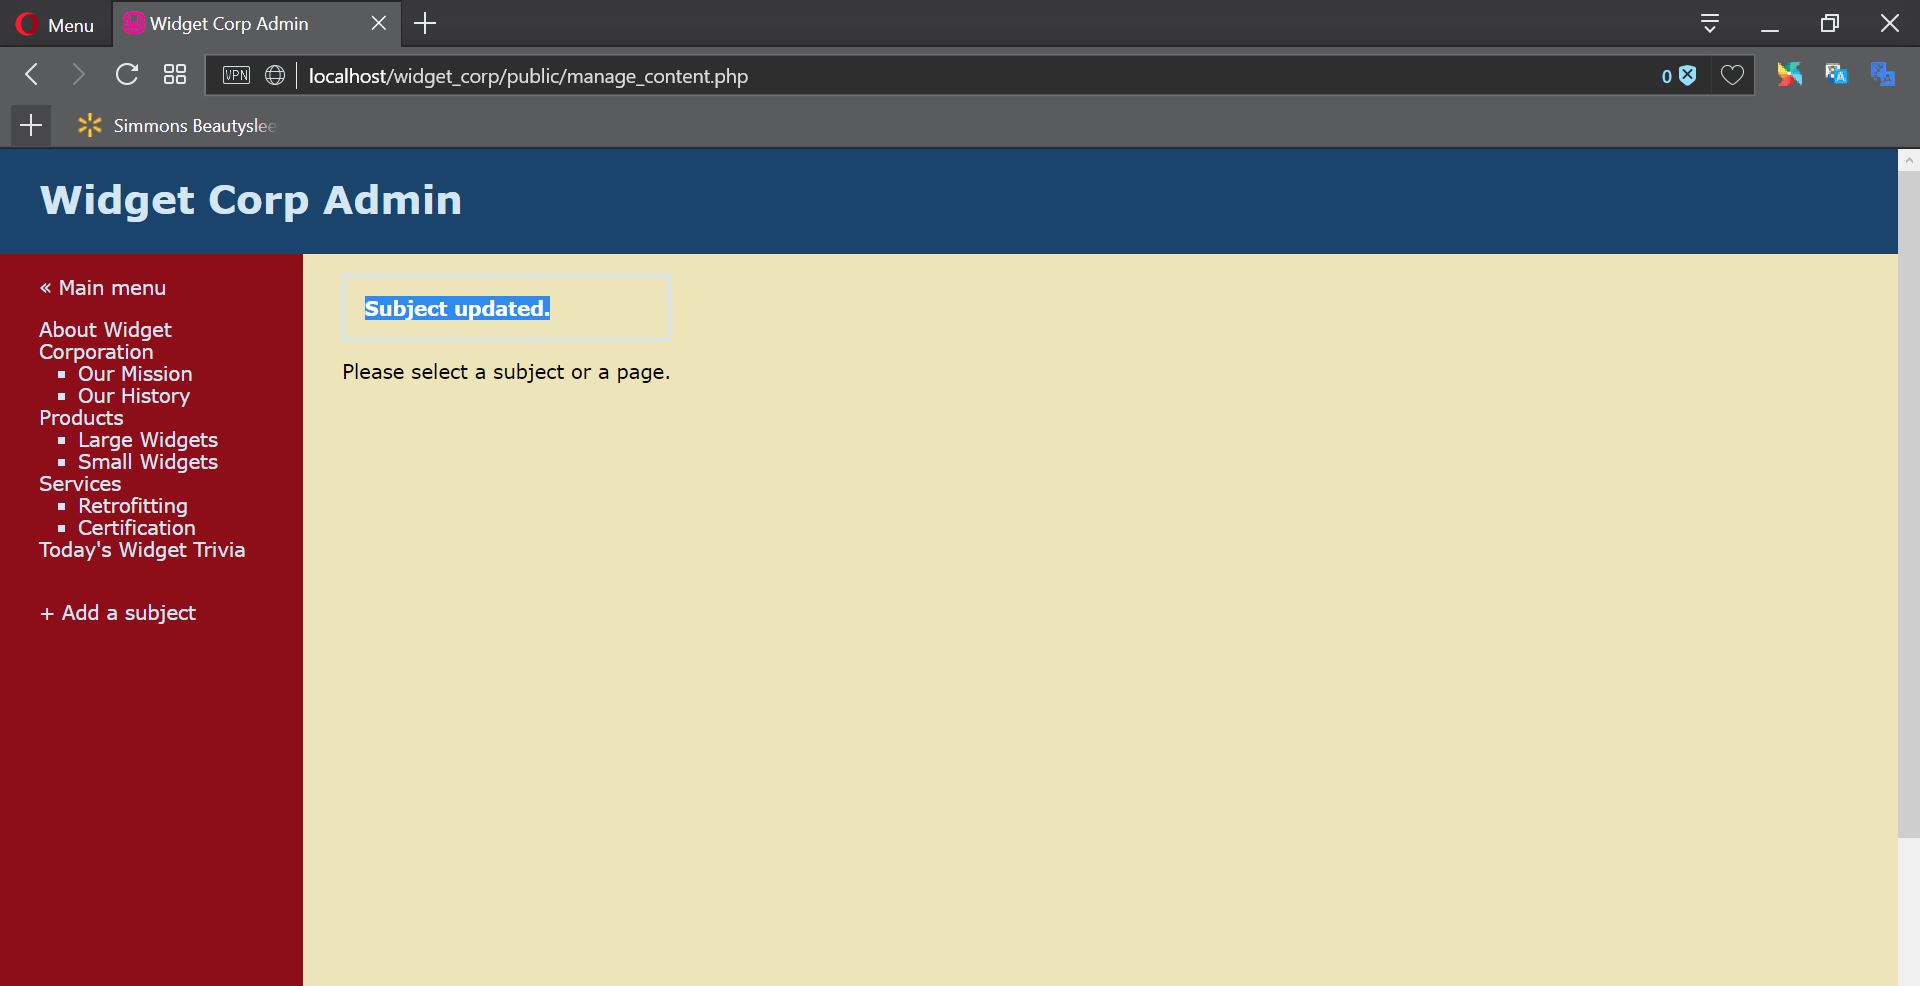 Menu
Widget Corp Admin
VPN
localhost/widget_corp/public/manage_content.php
0
Simmons Beautyslee
Widget Corp Admin
« Main menu
About Widget
Corporation
Our Mission
Our History
Products
Large Widgets
Small Widgets
Services
Retrofitting
Certification
Today's Widget Trivia
+ Add a subject
Subject updated.
Please select a subject or a page.